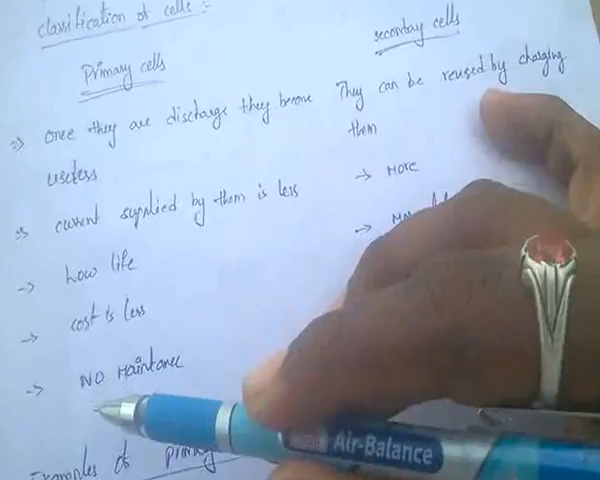 classification of cells :-
Primary cells
secondary cells
=> Once they are discharge they become
useless
They can be reused by charging
them
=> current supplied by them is less
-> More
-> low life
->
-> cost is less
-> NO Maintance
Examples of primary
Air-Balance